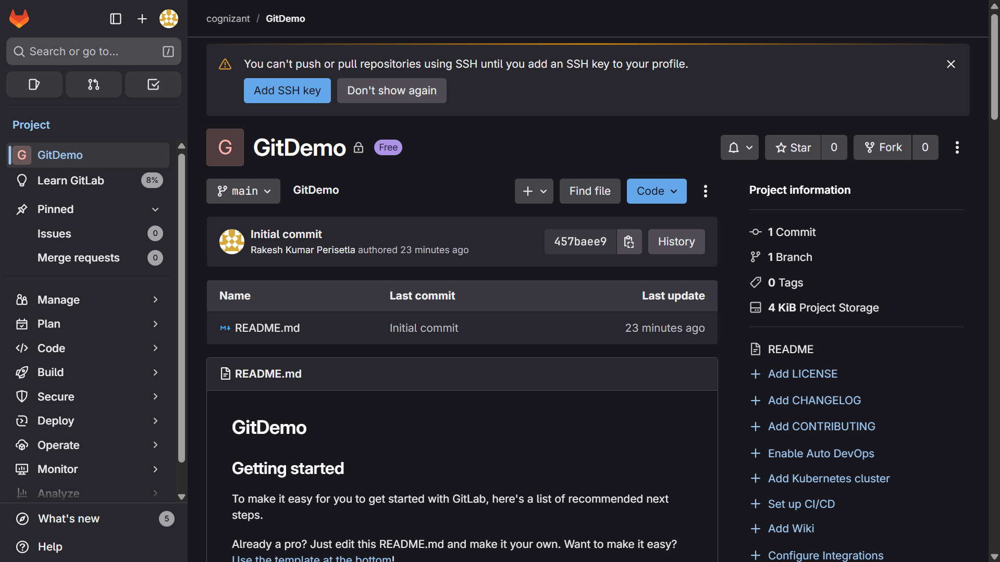 cognizant / GitDemo
Search or go to... /
You can't push or pull repositories using SSH until you add an SSH key to your profile.
Add SSH key Don't show again
Project
G GitDemo
Learn GitLab 8%
Pinned
Issues 0
Merge requests 0
Manage
Plan
Code
Build
Secure
Deploy
Operate
Monitor
Analyze
What's new 5
Help
G GitDemo Free
Star 0 Fork 0
main GitDemo Find file Code
Initial commit
Rakesh Kumar Perisetla authored 23 minutes ago
457baee9 History
Name Last commit Last update
README.md Initial commit 23 minutes ago
README.md
GitDemo
Getting started
To make it easy for you to get started with GitLab, here's a list of recommended next
steps.
Already a pro? Just edit this README.md and make it your own. Want to make it easy?
Use the template at the bottom!
Project information
1 Commit
1 Branch
0 Tags
4 KiB Project Storage
README
Add LICENSE
Add CHANGELOG
Add CONTRIBUTING
Enable Auto DevOps
Add Kubernetes cluster
Set up CI/CD
Add Wiki
Configure Integrations